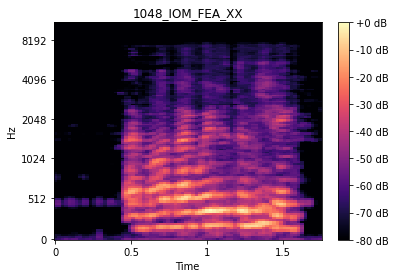 1048_IOM_FEA_XX
+0 dB
8192
-10 dB
4096
-20 dB
-30 dB
2048
Hz
-40 dB
1024
-50 dB
512
-60 dB
-70 dB
0
-80 dB
0
0.5
1
1.5
Time